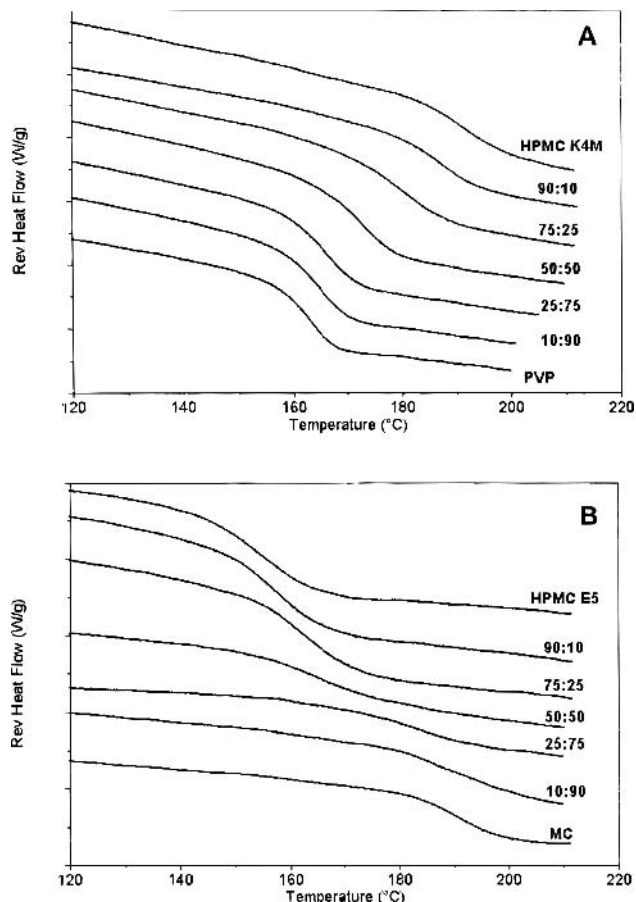 A
Rev Heat Flow (W/g)
HPMC K4M
90:10
75:25
50:50
25:75
10:90
PVP
120 140 160 180 200 220
Temperature (°C)
B
Rev Heat Flow (W/g)
HPMC E5
90:10
75:25
50:50
25:75
10:90
MC
120 140 160 180 200 220
Temperature (°C)